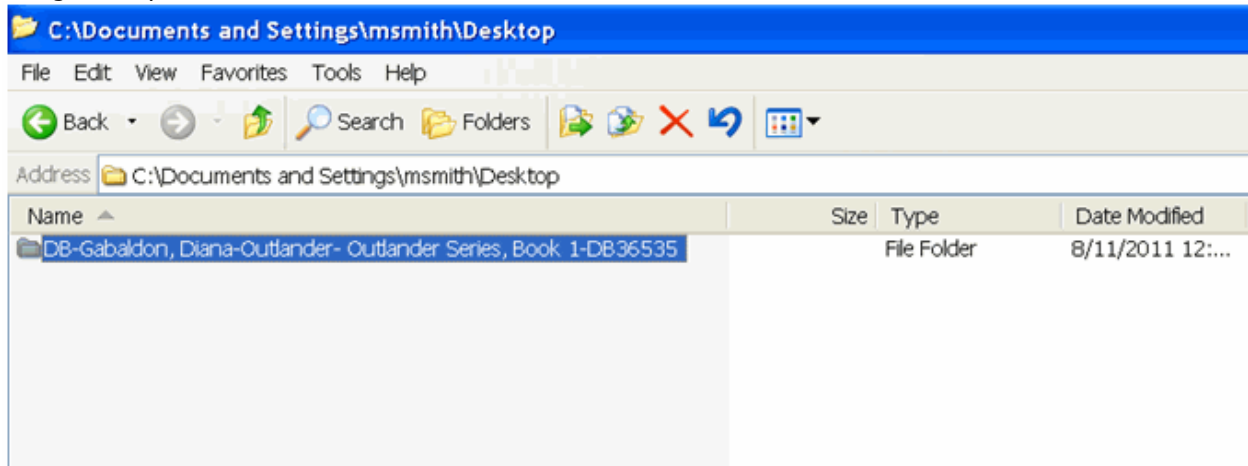 C:\Documents and Settings\msmith\Desktop
File Edit View Favorites Tools Help
Back Search Folders
Address C:\Documents and Settings\msmith\Desktop
Name Size Type Date Modified
DB-Gabaldon, Diana-Outlander- Outlander Series, Book 1-DB36535 File Folder 8/11/2011 12:...